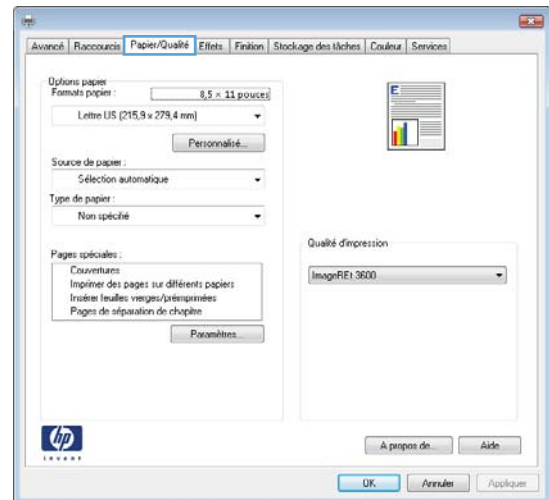 Avancé Raccourcis Papier/Qualité Effets Finition Stockage des tâches Couleur Services
Options papier
Formats papier : 8,5 × 11 pouces
Lettre US (215,9 x 279,4 mm)
Personnalisé...
Source de papier :
Sélection automatique
Type de papier :
Non spécifié
Pages spéciales :
Couvertures
Imprimer des pages sur différents papiers
Insérer feuilles vierges/préimprimées
Pages de séparation de chapitre
Paramètres...
E
Qualité d'impression
ImageREt 3600
hp
invent
A propos de... Aide
OK Annuler Appliquer